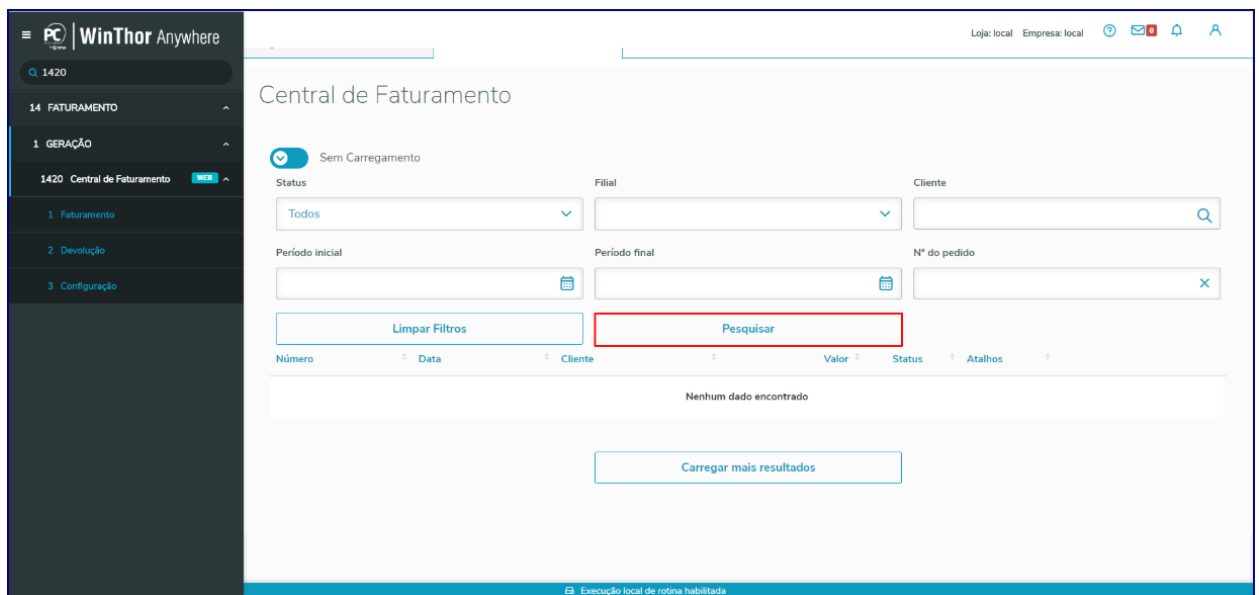 PC WinThor Anywhere
Loja: local Empresa: local 0
1420
14 FATURAMENTO
1 GERAÇÃO
1420 Central de Faturamento WEB
1 Faturamento
2 Devolução
3 Configuração
Central de Faturamento
Sem Carregamento
Status Filial Cliente
Todos
Período inicial Período final Nº do pedido
Limpar Filtros Pesquisar
Número Data Cliente Valor Status Atalhos
Nenhum dado encontrado
Carregar mais resultados
Execução local de rotina habilitada